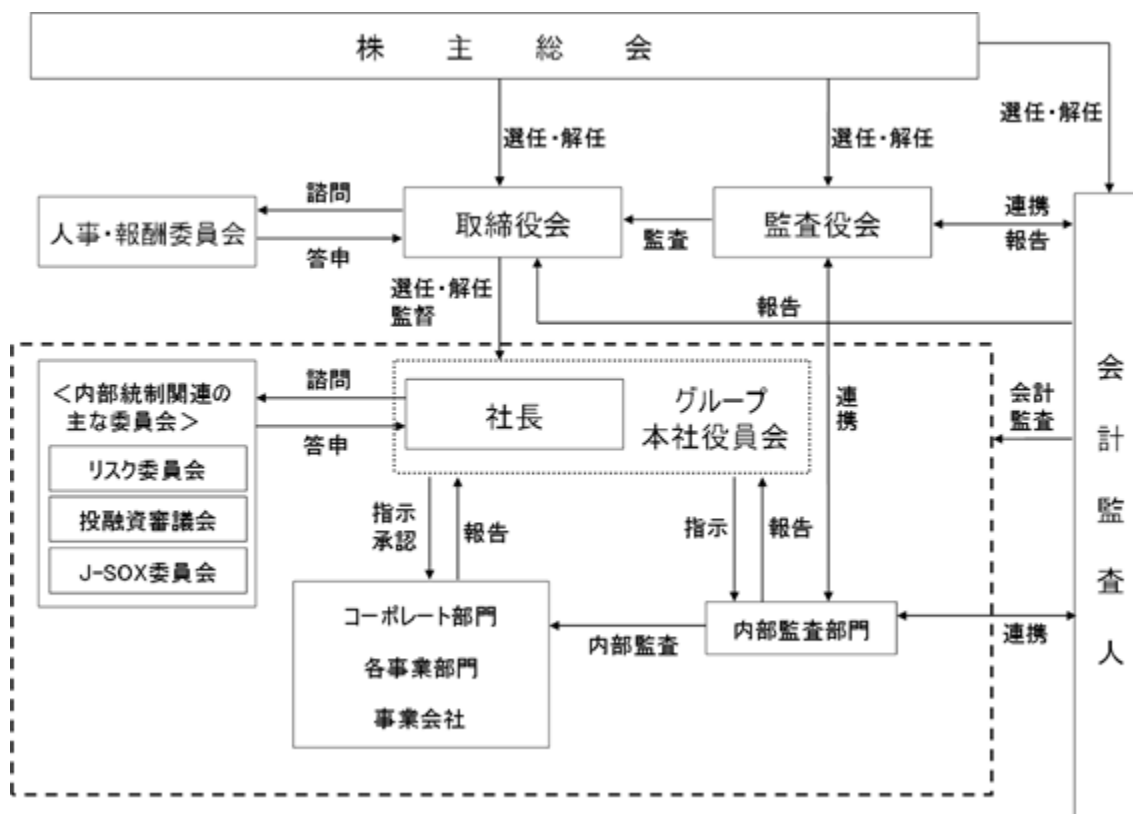 株主総会
選任・解任
選任・解任
選任・解任
人事・報酬委員会
諮問
答申
取締役会
監査
監査役会
連携
報告
選任・解任
監督
報告
会計監査人
＜内部統制関連の
主な委員会＞
リスク委員会
投融資審議会
J-SOX委員会
諮問
答申
社長
グループ
本社役員会
連携
会計
監査
指示
承認
報告
指示
報告
コーポレート部門
各事業部門
事業会社
内部監査
内部監査部門
連携